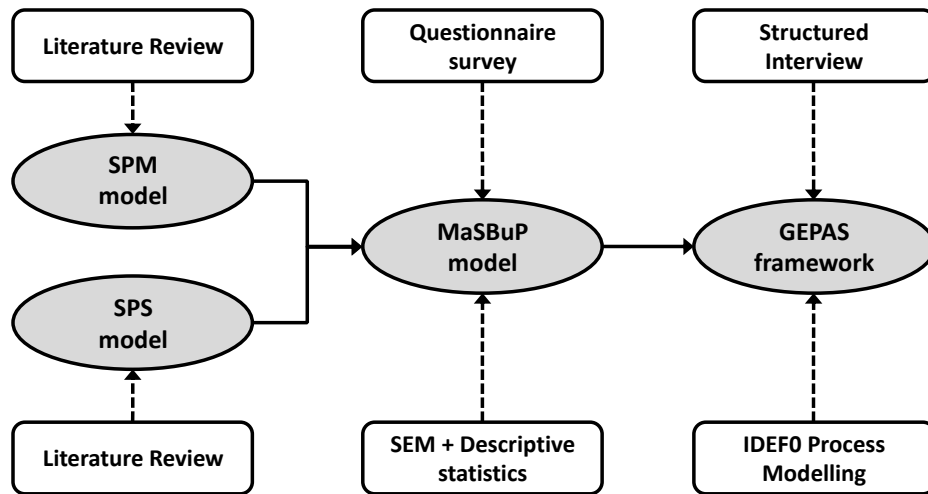 Literature Review
Questionnaire
survey
Structured
Interview
SPM
model
MaSBuP
model
GEPAS
framework
SPS
model
Literature Review
SEM + Descriptive
statistics
IDEF0 Process
Modelling